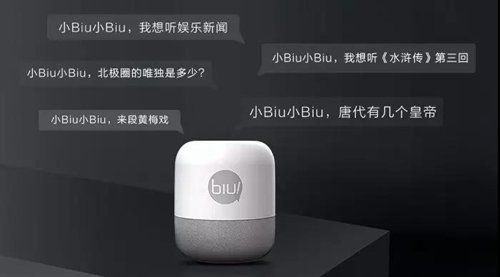 小Biu小Biu，我想听娱乐新闻
小Biu小Biu，我想听《水浒传》第三回
小Biu小Biu，北极圈的唯独是多少？
小Biu小Biu，唐代有几个皇帝
小Biu小Biu，来段黄梅戏
biu!